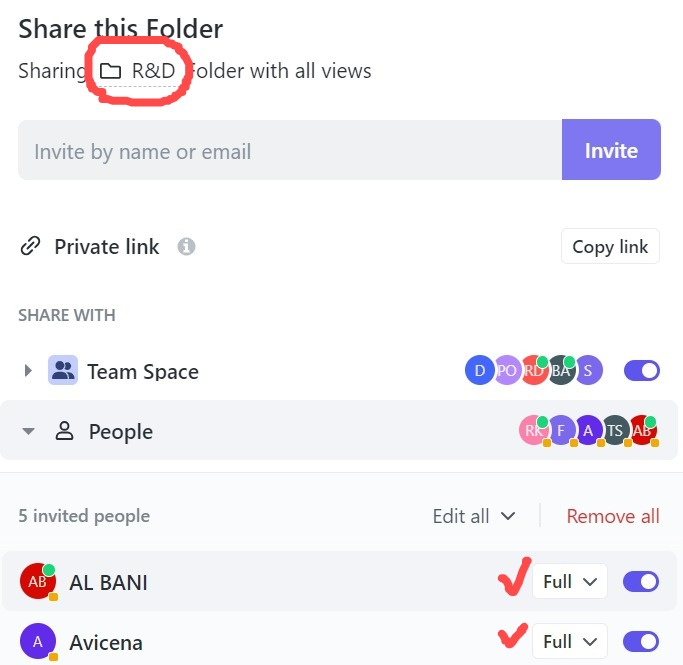 Share this Folder
Sharing R&D Folder with all views
Invite by name or email
Invite
Private link
Copy link
SHARE WITH
Team Space
D PO RD BA S
People
RK F A TS AB
5 invited people
Edit all
Remove all
AB AL BANI
Full
A Avicena
Full